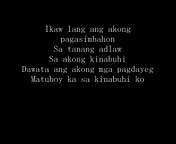 Ikaw lang ang akong
pagasimbahon
Sa tanang adlaw
Sa akong kinabuhi
Dawata ang akong mga pagdayeg
Matuboy ka sa kinabuhi ko